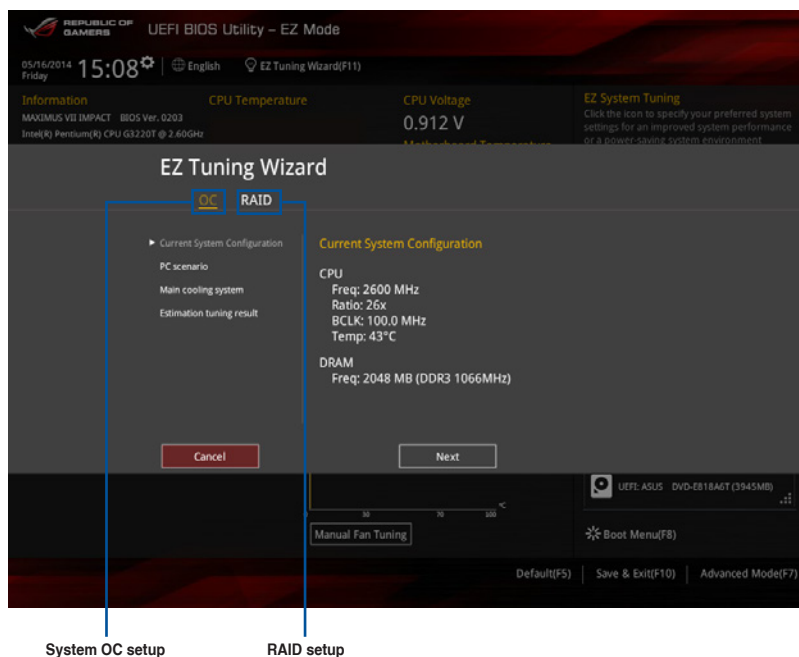 REPUBLIC OF
GAMERS
UEFI BIOS Utility – EZ Mode
05/16/2014
Friday
15:08
English
EZ Tuning Wizard(F11)
Information
MAXIMUS VII IMPACT BIOS Ver. 0203
Intel(R) Pentium(R) CPU G3220T @ 2.60GHz
CPU Temperature
CPU Voltage
0.912 V
Motherboard Temperature
EZ System Tuning
Click the icon to specify your preferred system
settings for an improved system performance
or a power-saving system environment
EZ Tuning Wizard
OC RAID
Current System Configuration
PC scenario
Main cooling system
Estimation tuning result
Current System Configuration
CPU
Freq: 2600 MHz
Ratio: 26x
BCLK: 100.0 MHz
Temp: 43°C
DRAM
Freq: 2048 MB (DDR3 1066MHz)
Cancel
Next
0 30 70 100 °C
Manual Fan Tuning
UEFI: ASUS DVD-E818A6T (3945MB)
Boot Menu(F8)
Default(F5) Save & Exit(F10) Advanced Mode(F7)
System OC setup
RAID setup